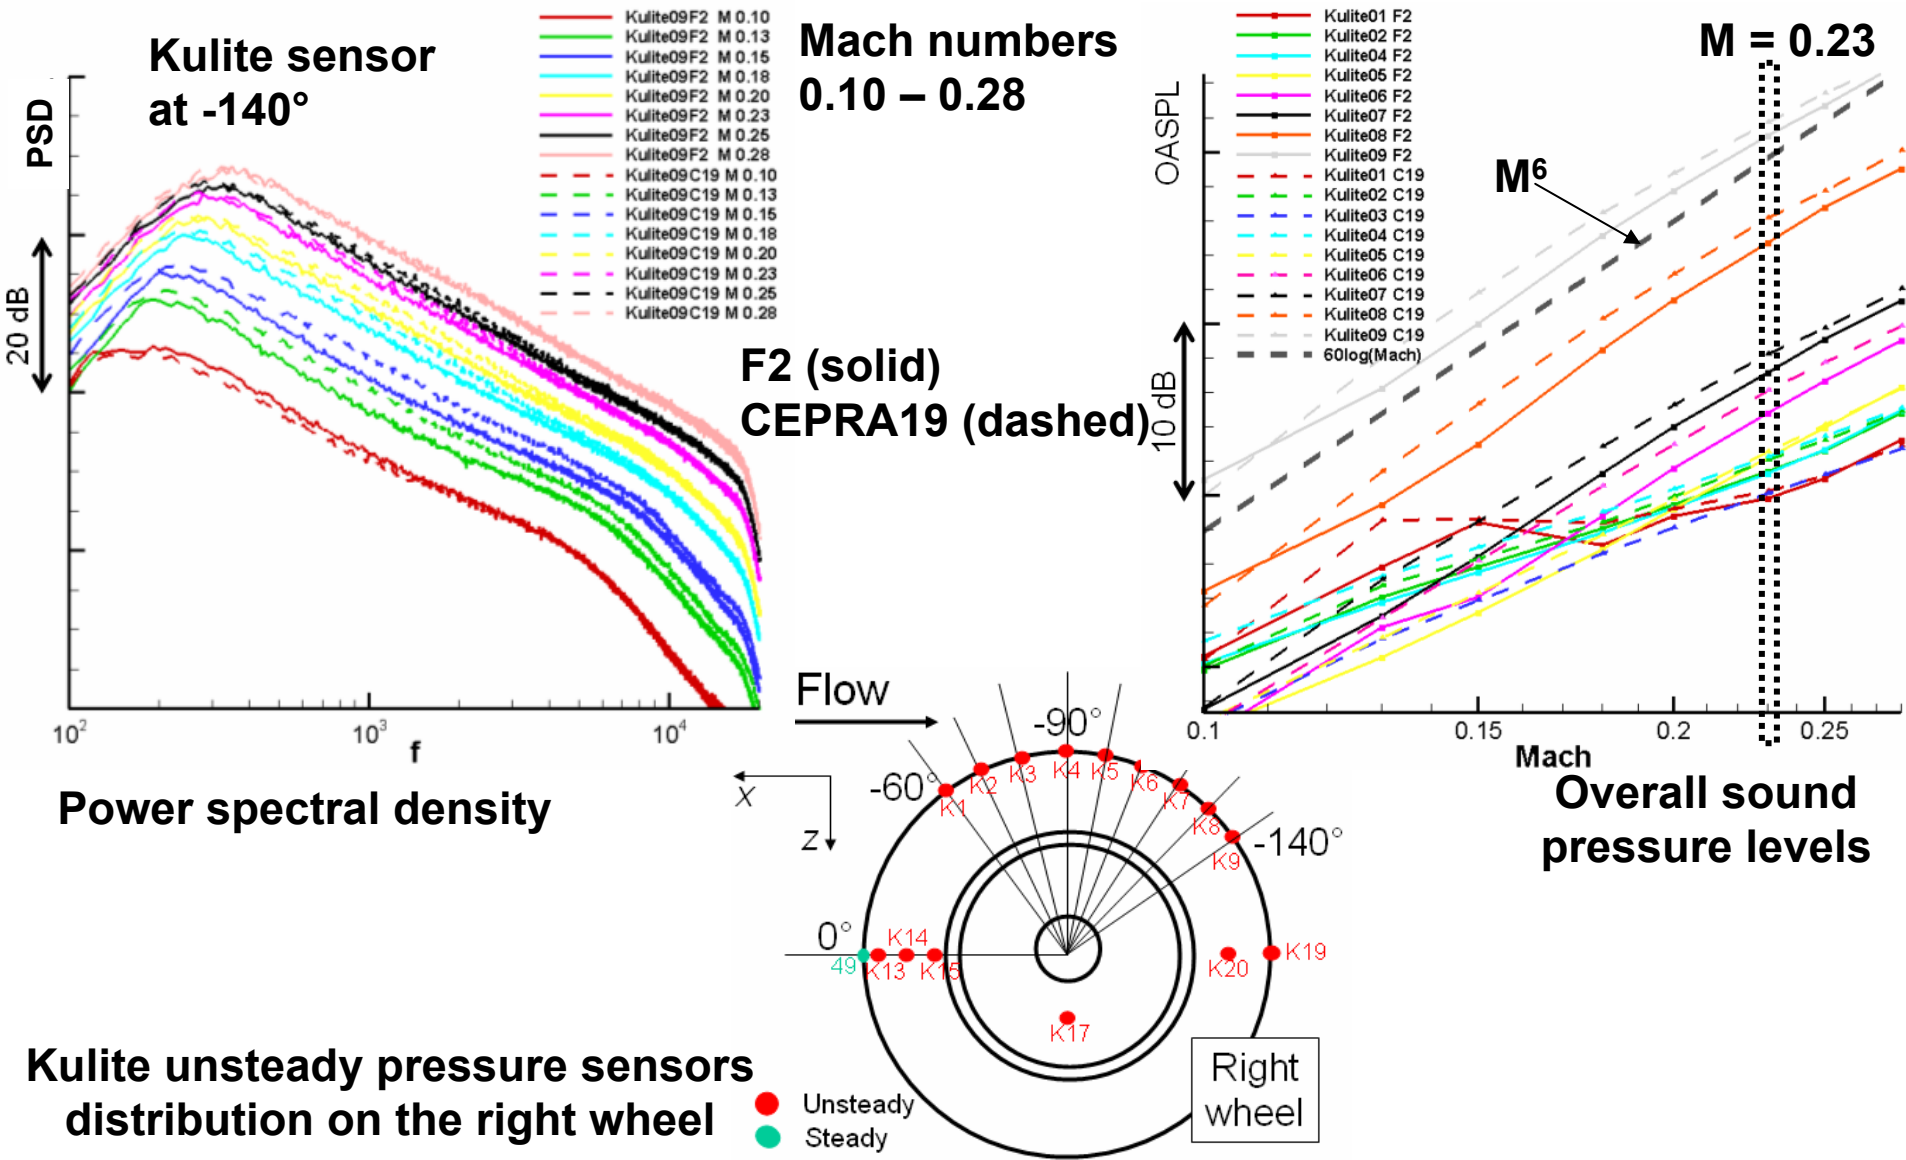 Kulite sensor
at -140°
PSD
20 dB
Kulite09F2 M 0.10
Kulite09F2 M 0.13
Kulite09F2 M 0.15
Kulite09F2 M 0.18
Kulite09F2 M 0.20
Kulite09F2 M 0.23
Kulite09F2 M 0.25
Kulite09F2 M 0.28
Kulite09C19 M 0.10
Kulite09C19 M 0.13
Kulite09C19 M 0.15
Kulite09C19 M 0.18
Kulite09C19 M 0.20
Kulite09C19 M 0.23
Kulite09C19 M 0.25
Kulite09C19 M 0.28
10²
10³
10⁴
f
Power spectral density
Mach numbers
0.10 – 0.28
F2 (solid)
CEPRA19 (dashed)
OASPL
10 dB
Kulite01 F2
Kulite02 F2
Kulite04 F2
Kulite05 F2
Kulite06 F2
Kulite07 F2
Kulite08 F2
Kulite09 F2
Kulite01 C19
Kulite02 C19
Kulite03 C19
Kulite04 C19
Kulite05 C19
Kulite06 C19
Kulite07 C19
Kulite08 C19
Kulite09 C19
60log(Mach)
M = 0.23
M⁶
0.1
0.15
0.2
0.25
Mach
Overall sound
pressure levels
Flow
X
Z
-90°
-60°
-140°
0°
K1
K2
K3
K4
K5
K6
K7
K8
K9
K14
49
K13
K15
K20
K19
K17
Right
wheel
Unsteady
Steady
Kulite unsteady pressure sensors
distribution on the right wheel